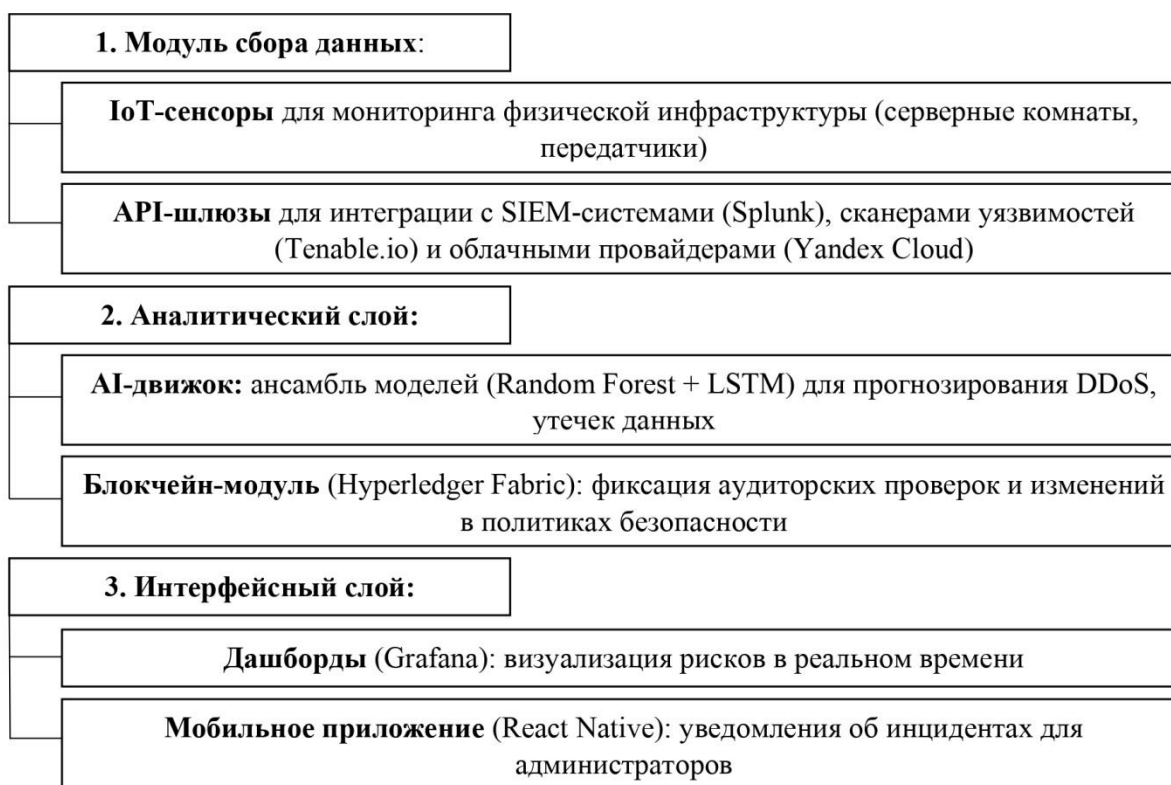 1. Модуль сбора данных:
IoT-сенсоры для мониторинга физической инфраструктуры (серверные комнаты,
передатчики)
API-шлюзы для интеграции с SIEM-системами (Splunk), сканерами уязвимостей
(Tenable.io) и облачными провайдерами (Yandex Cloud)
2. Аналитический слой:
AI-движок: ансамбль моделей (Random Forest + LSTM) для прогнозирования DDoS,
утечек данных
Блокчейн-модуль (Hyperledger Fabric): фиксация аудиторских проверок и изменений
в политиках безопасности
3. Интерфейсный слой:
Дашборды (Grafana): визуализация рисков в реальном времени
Мобильное приложение (React Native): уведомления об инцидентах для
администраторов